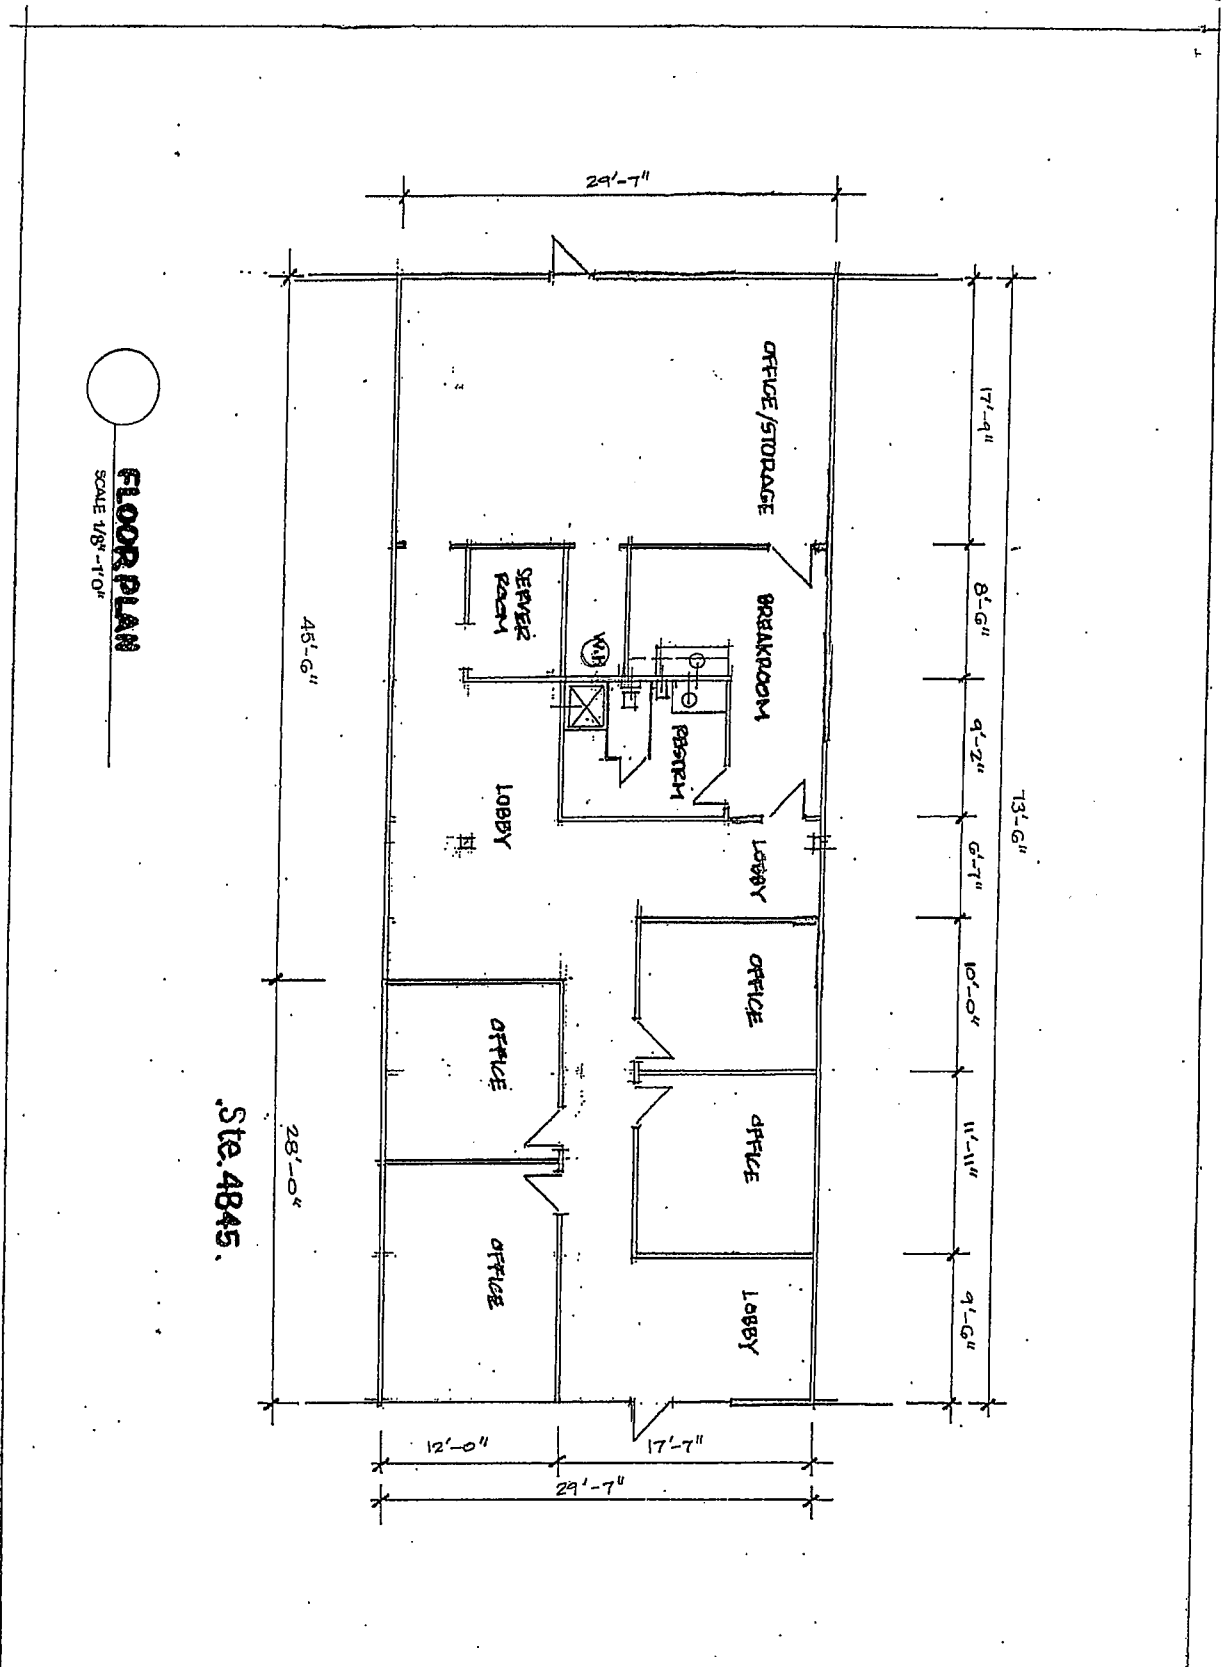 29'-7"
17'-9"
8'-6"
9'-2"
6'-7"
10'-0"
11'-11"
9'-6"
73'-6"
OFFICE/STORAGE
SERVER
ROOM
W.H
BREAKROOM
RESTRM
LOBBY
LOBBY
OFFICE
OFFICE
OFFICE
OFFICE
LOBBY
45'-6"
28'-0"
12'-0"
17'-7"
29'-7"
FLOOR PLAN
SCALE 1/8"-1'0"
Ste. 4845.